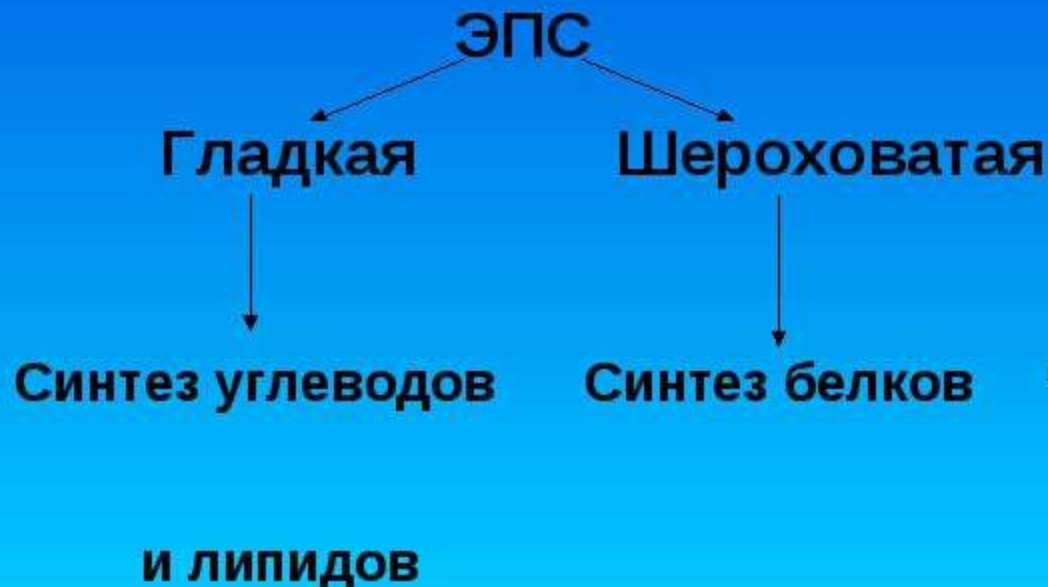 ЭПС
Гладкая Шероховатая
Синтез углеводов Синтез белков
и липидов